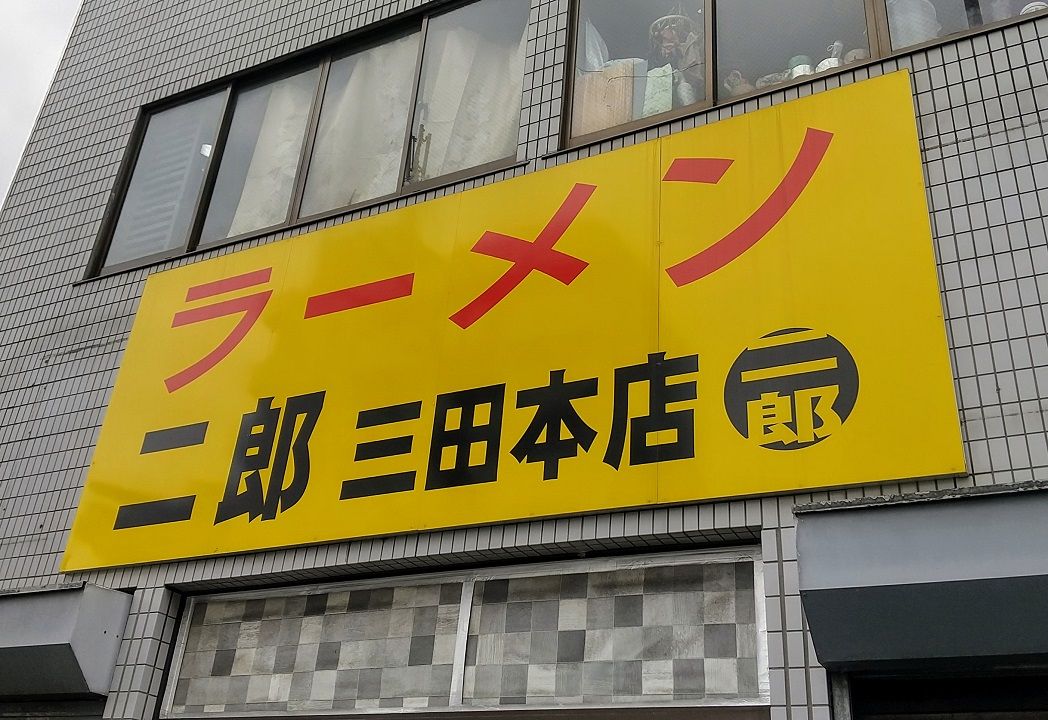 ラーメン
二郎 三田本店 二郎